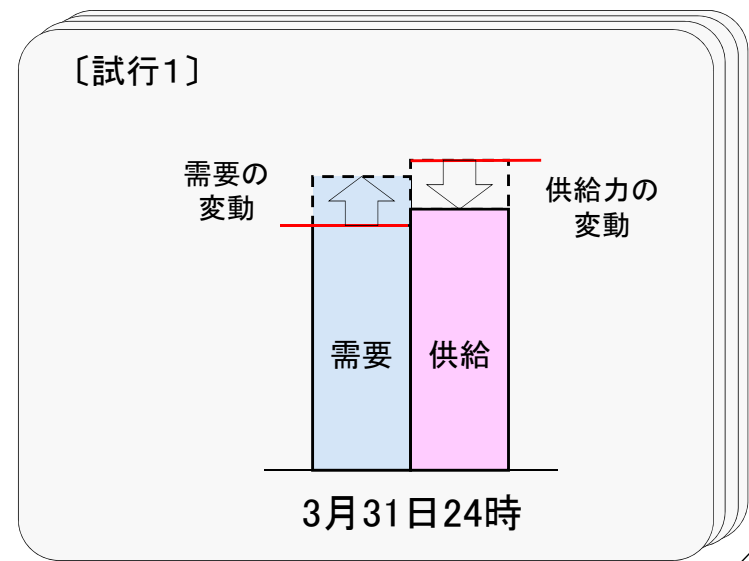 〔試行１〕
需要の
変動
供給力の
変動
需要
供給
3月31日24時